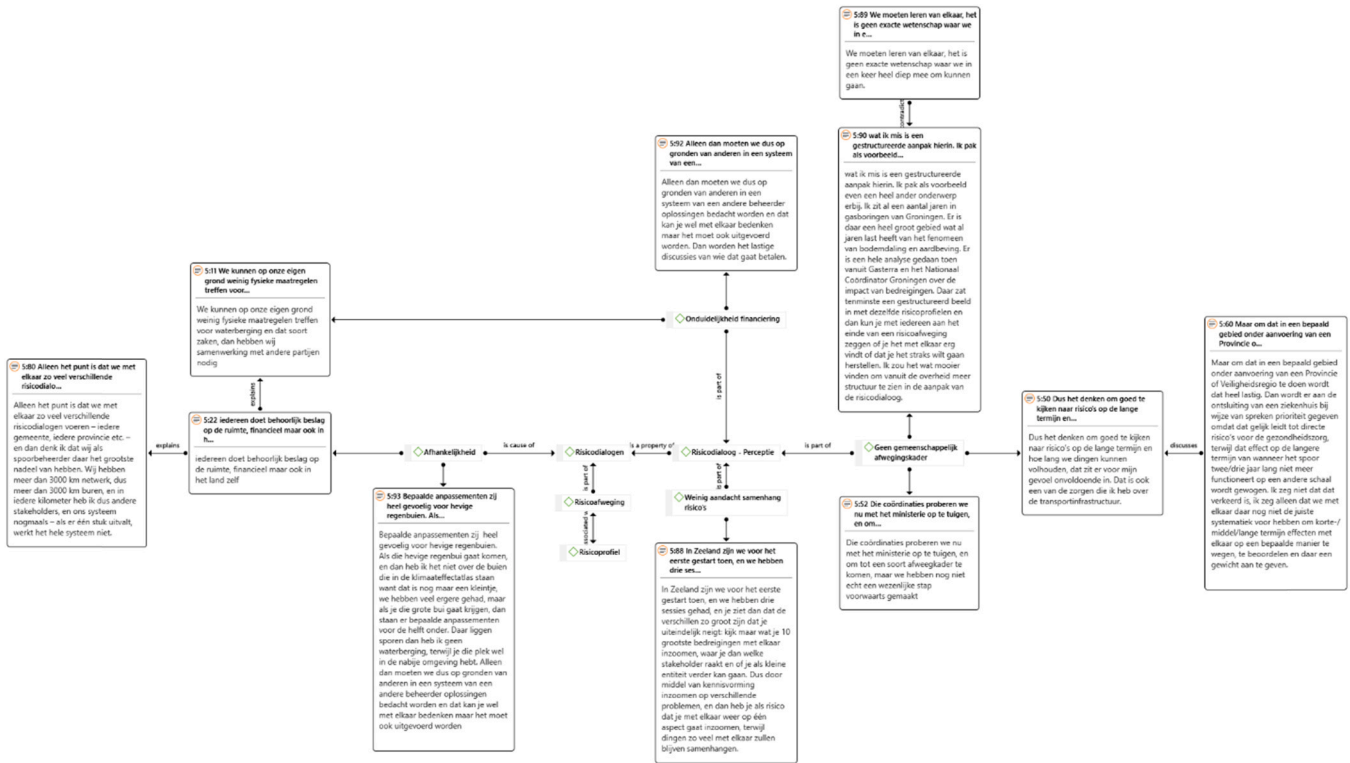 5:89 We moeten leren van elkaar, het
is geen exacte wetenschap waar we
in e...
We moeten leren van elkaar, het is
geen exacte wetenschap waar we in
een keer heel diep mee om kunnen
gaan.
contradict
5:90 wat ik mis is een
gestructureerde aanpak hierin. Ik pak
als voorbeeld...
wat ik mis is een gestructureerde
aanpak hierin. Ik pak als voorbeeld
even een heel ander onderwerp
erbij. Ik zit al een aantal jaren in
gasboringen van Groningen. Er is
daar een heel groot gebied wat al
jaren last heeft van het fenomeen
van bodemdaling en aardbeving. Er
is een hele analyse gedaan toen
vanuit Gasterra en het Nationaal
Coördinator Groningen over de
impact van bedreigingen. Daar zat
tenminste een gestructureerd beeld
in met dezelfde risicoprofielen en
dan kun je met iedereen aan het
einde van een risicoafweging
zeggen of je het met elkaar erg
vindt of dat je het straks wilt gaan
herstellen. Ik zou het wat mooier
vinden om vanuit de overheid meer
structuur te zien in de aanpak van
de risicodialoog.
5:92 Alleen dan moeten we dus op
gronden van anderen in een systeem
van een...
Alleen dan moeten we dus op
gronden van anderen in een
systeem van een andere beheerder
oplossingen bedacht worden en dat
kan je wel met elkaar bedenken
maar het moet ook uitgevoerd
worden. Dan worden het lastige
discussies van wie dat gaat betalen.
5:11 We kunnen op onze eigen
grond weinig fysieke maatregelen
treffen voor...
We kunnen op onze eigen grond
weinig fysieke maatregelen treffen
voor waterberging en dat soort
zaken, dan hebben wij
samenwerking met andere partijen
nodig
Onduidelijkheid financiering
is part of
explains
5:80 Alleen het punt is dat we met
elkaar zo veel verschillende
risicodialo...
Alleen het punt is dat we met
elkaar zo veel verschillende
risicodialogen voeren – iedere
gemeente, iedere provincie etc. –
en dan denk ik dat wij als
spoorbeheerder daar het grootste
nadeel van hebben. Wij hebben
meer dan 3000 km netwerk, dus
meer dan 3000 km buren, en in
iedere kilometer heb ik dus andere
stakeholders, en ons systeem
nogmaals – als er één stuk uitvalt,
werkt het hele systeem niet.
explains
5:22 iedereen doet behoorlijk beslag
op de ruimte, financieel maar ook in
h...
iedereen doet behoorlijk beslag op
de ruimte, financieel maar ook in
het land zelf
Afhankelijkheid
is cause of
Risicodialogen
is a property of
Risicodialoog - Perceptie
is part of
Geen gemeenschappelijk
afwegingskader
is part of
Risicoafweging
associated w
Risicoprofiel
is part of
Weinig aandacht samenhang
risico's
5:50 Dus het denken om goed te
kijken naar risico's op de lange
termijn en...
Dus het denken om goed te kijken
naar risico's op de lange termijn en
hoe lang we dingen kunnen
volhouden, dat zit er voor mijn
gevoel onvoldoende in. Dat is ook
een van de zorgen die ik heb over
de transportinfrastructuur.
discusses
5:60 Maar om dat in een bepaald
gebied onder aanvoering van een
Provincie o...
Maar om dat in een bepaald gebied
onder aanvoering van een Provincie
of Veiligheidsregio te doen wordt
dat heel lastig. Dan wordt er aan de
ontsluiting van een ziekenhuis bij
wijze van spreken prioriteit gegeven
omdat dat gelijk leidt tot directe
risico's voor de gezondheidszorg,
terwijl dat effect op de langere
termijn van wanneer het spoor
twee/drie jaar lang niet meer
functioneert op een andere schaal
wordt gewogen. Ik zeg niet dat dat
verkeerd is, ik zeg alleen dat we met
elkaar daar nog niet de juiste
systematiek voor hebben om korte-/
middel/lange termijn effecten met
elkaar op een bepaalde manier te
wegen, te beoordelen en daar een
gewicht aan te geven.
5:93 Bepaalde anpassementen zij
heel gevoelig voor hevige
regenbuien. Als...
Bepaalde anpassementen zij heel
gevoelig voor hevige regenbuien.
Als die hevige regenbui gaat komen,
en dan heb ik het niet over de buien
die in de klimaateffectatlas staan
want dat is nog maar een kleintje,
we hebben veel ergere gehad, maar
als je die grote bui gaat krijgen, dan
staan er bepaalde anpassementen
voor de helft onder. Daar liggen
sporen dan heb ik geen
waterberging, terwijl je die plek wel
in de nabije omgeving hebt. Alleen
dan moeten we dus op gronden van
anderen in een systeem van een
andere beheerder oplossingen
bedacht worden en dat kan je wel
met elkaar bedenken maar het moet
ook uitgevoerd worden
5:88 In Zeeland zijn we voor het
eerste gestart toen, en we hebben
drie ses...
In Zeeland zijn we voor het eerste
gestart toen, en we hebben drie
sessies gehad, en je ziet dan dat de
verschillen zo groot zijn dat je
uiteindelijk neigt: kijk maar wat je 10
grootste bedreigingen met elkaar
inzoomen, waar je dan welke
stakeholder raakt en of je als kleine
entiteit verder kan gaan. Dus door
middel van kennisvorming
inzoomen op verschillende
problemen, en dan heb je als risico
dat je met elkaar weer op één
aspect gaat inzoomen, terwijl
dingen zo veel met elkaar zullen
blijven samenhangen.
5:52 Die coördinaties proberen we
nu met het ministerie op te tuigen,
en om...
Die coördinaties proberen we nu
met het ministerie op te tuigen, en
om tot een soort afweegkader te
komen, maar we hebben nog niet
echt een wezenlijke stap
voorwaarts gemaakt